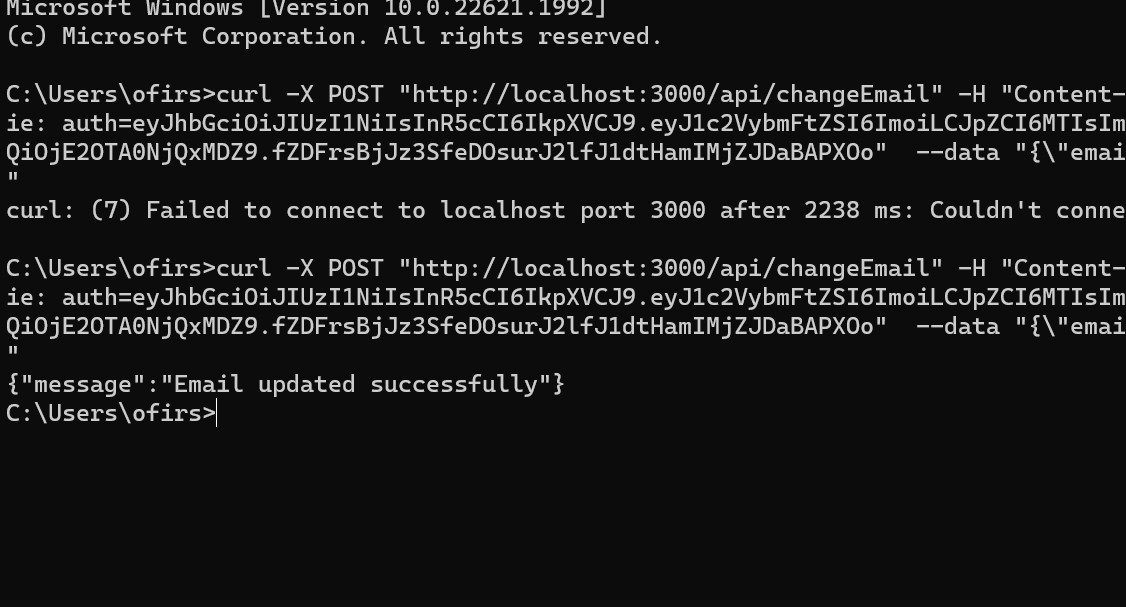 Microsoft Windows [Version 10.0.22621.1992]
(c) Microsoft Corporation. All rights reserved.
C:\Users\ofirs>curl -X POST "http://localhost:3000/api/changeEmail" -H "Content-
ie: auth=eyJhbGciOiJIUzI1NiIsInR5cCI6IkpXVCJ9.eyJ1c2VybmFtZSI6ImoiLCJpZCI6MTIsIm
QiOjE2OTA0NjQxMDZ9.fZDFrsBjJz3SfeDOsurJ2lfJ1dtHamIMjZJDaBAPXOo"  --data "{\"emai
"
curl: (7) Failed to connect to localhost port 3000 after 2238 ms: Couldn't conne
C:\Users\ofirs>curl -X POST "http://localhost:3000/api/changeEmail" -H "Content-
ie: auth=eyJhbGciOiJIUzI1NiIsInR5cCI6IkpXVCJ9.eyJ1c2VybmFtZSI6ImoiLCJpZCI6MTIsIm
QiOjE2OTA0NjQxMDZ9.fZDFrsBjJz3SfeDOsurJ2lfJ1dtHamIMjZJDaBAPXOo"  --data "{\"emai
"
{"message":"Email updated successfully"}
C:\Users\ofirs>